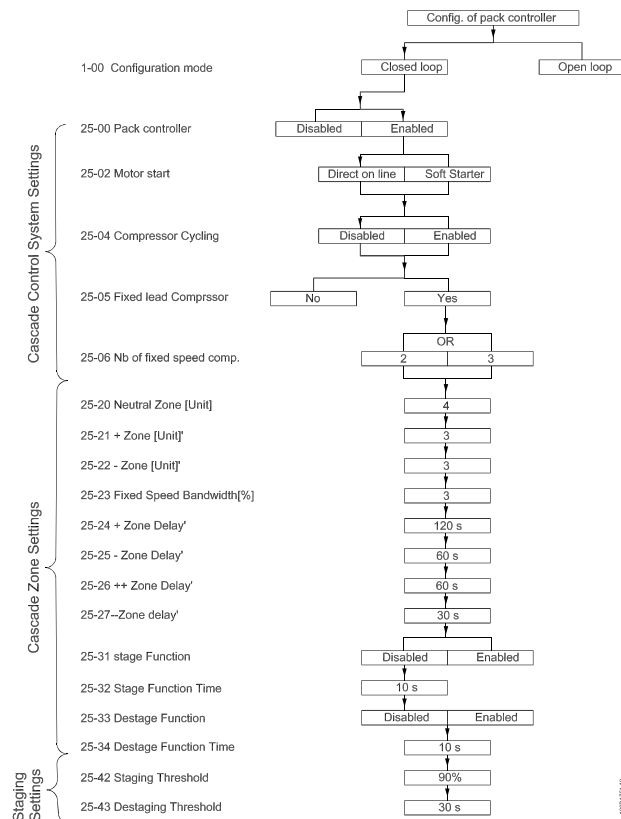 Config. of pack controller
1-00 Configuration mode
Closed loop
Open loop
25-00 Pack controller
Disabled
Enabled
25-02 Motor start
Direct on line
Soft Starter
25-04 Compressor Cycling
Disabled
Enabled
25-05 Fixed lead Comprssor
No
Yes
OR
25-06 Nb of fixed speed comp.
2
3
Cascade Control System Settings
25-20 Neutral Zone [Unit]
4
25-21 + Zone [Unit]'
3
25-22 - Zone [Unit]'
3
25-23 Fixed Speed Bandwidth[%]
3
25-24 + Zone Delay'
120 s
25-25 - Zone Delay'
60 s
25-26 ++ Zone Delay'
60 s
25-27--Zone delay'
30 s
25-31 stage Function
Disabled
Enabled
25-32 Stage Function Time
10 s
25-33 Destage Function
Disabled
Enabled
25-34 Destage Function Time
10 s
Cascade Zone Settings
25-42 Staging Threshold
90%
25-43 Destaging Threshold
30 s
Staging
Settings